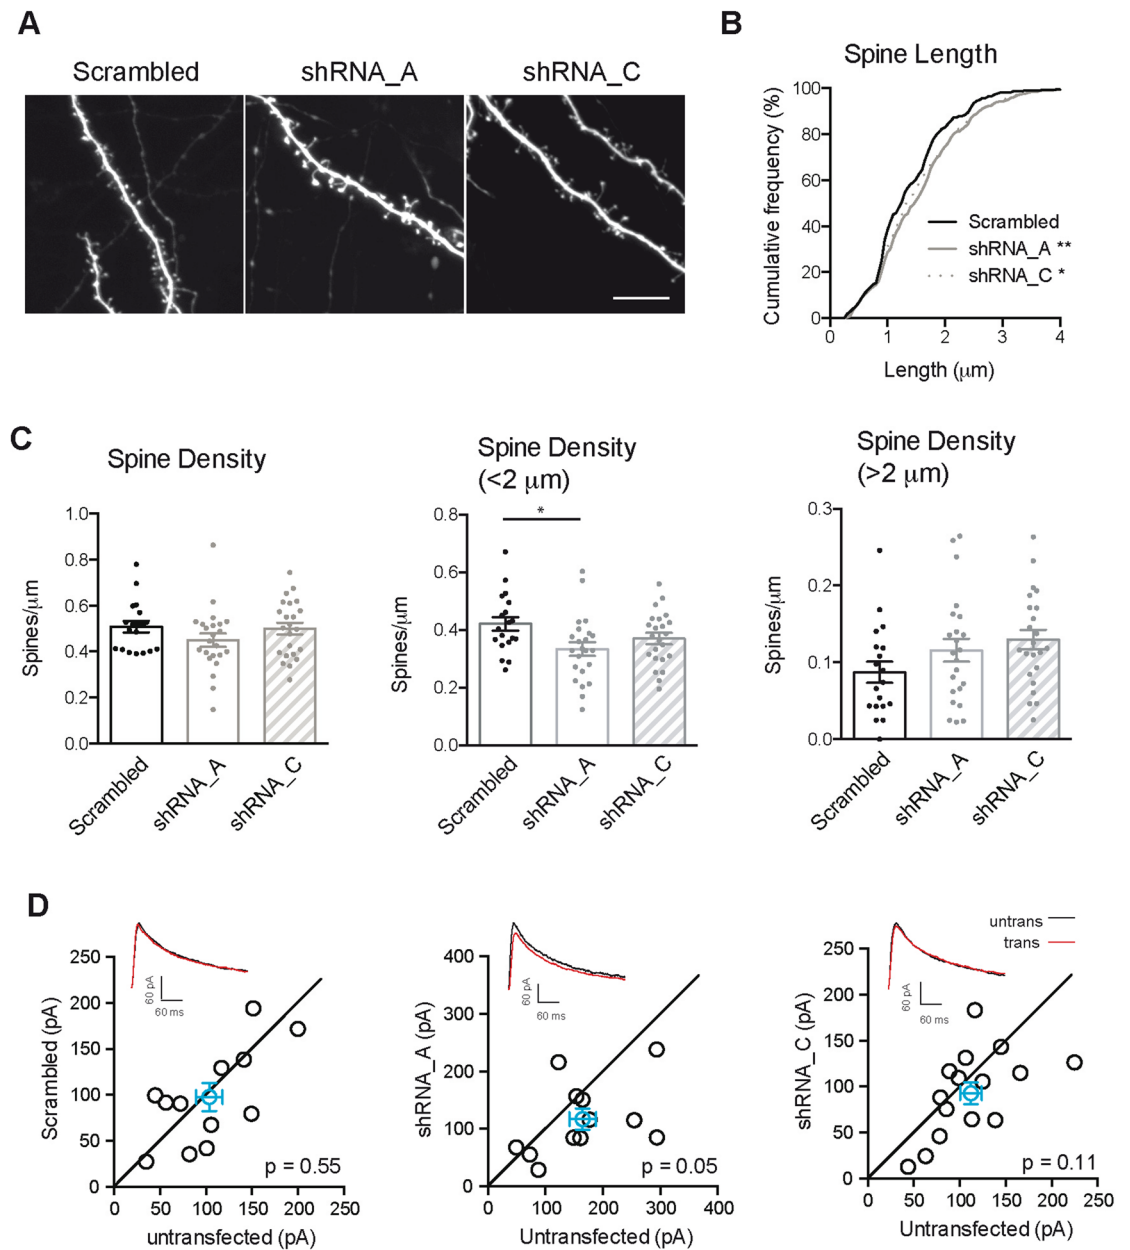 A
Scrambled
shRNA_A
shRNA_C
B
Spine Length
Cumulative frequency (%)
100
80
60
40
20
0
Scrambled
shRNA_A **
shRNA_C *
0
1
2
3
4
Length (μm)
C
Spine Density
Spines/μm
1.0
0.8
0.6
0.4
0.2
0.0
Scrambled
shRNA_A
shRNA_C
Spine Density
(<2 μm)
Spines/μm
0.8
0.6
0.4
0.2
0.0
*
Scrambled
shRNA_A
shRNA_C
Spine Density
(>2 μm)
Spines/μm
0.3
0.2
0.1
0.0
Scrambled
shRNA_A
shRNA_C
D
Scrambled (pA)
250
200
150
100
50
0
60 pA
60 ms
p = 0.55
0
50
100
150
200
250
untransfected (pA)
shRNA_A (pA)
400
300
200
100
0
60 pA
60 ms
p = 0.05
0
100
200
300
400
Untransfected (pA)
shRNA_C (pA)
250
200
150
100
50
0
60 pA
60 ms
untrans
trans
p = 0.11
0
50
100
150
200
250
Untransfected (pA)